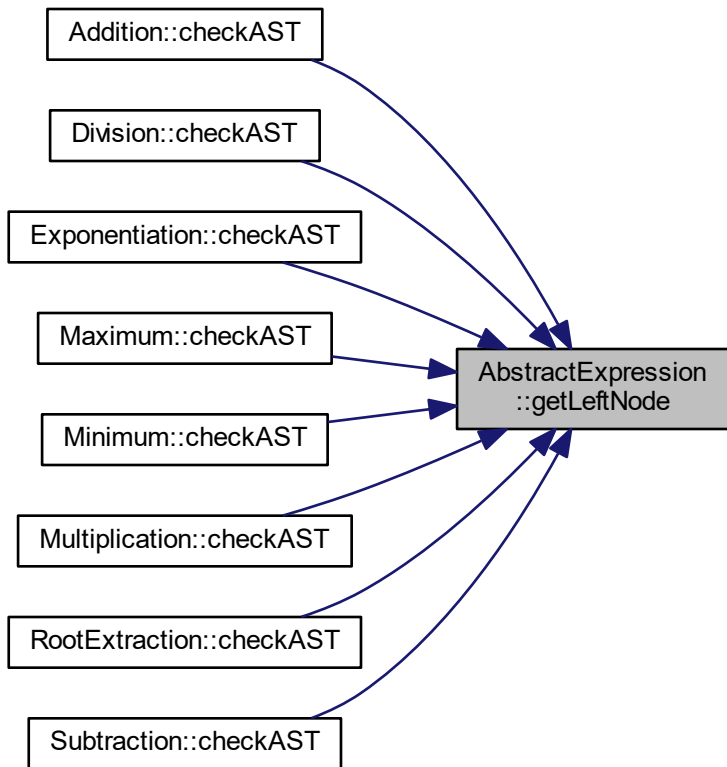 Addition::checkAST
Division::checkAST
Exponentiation::checkAST
Maximum::checkAST
AbstractExpression
::getLeftNode
Minimum::checkAST
Multiplication::checkAST
RootExtraction::checkAST
Subtraction::checkAST